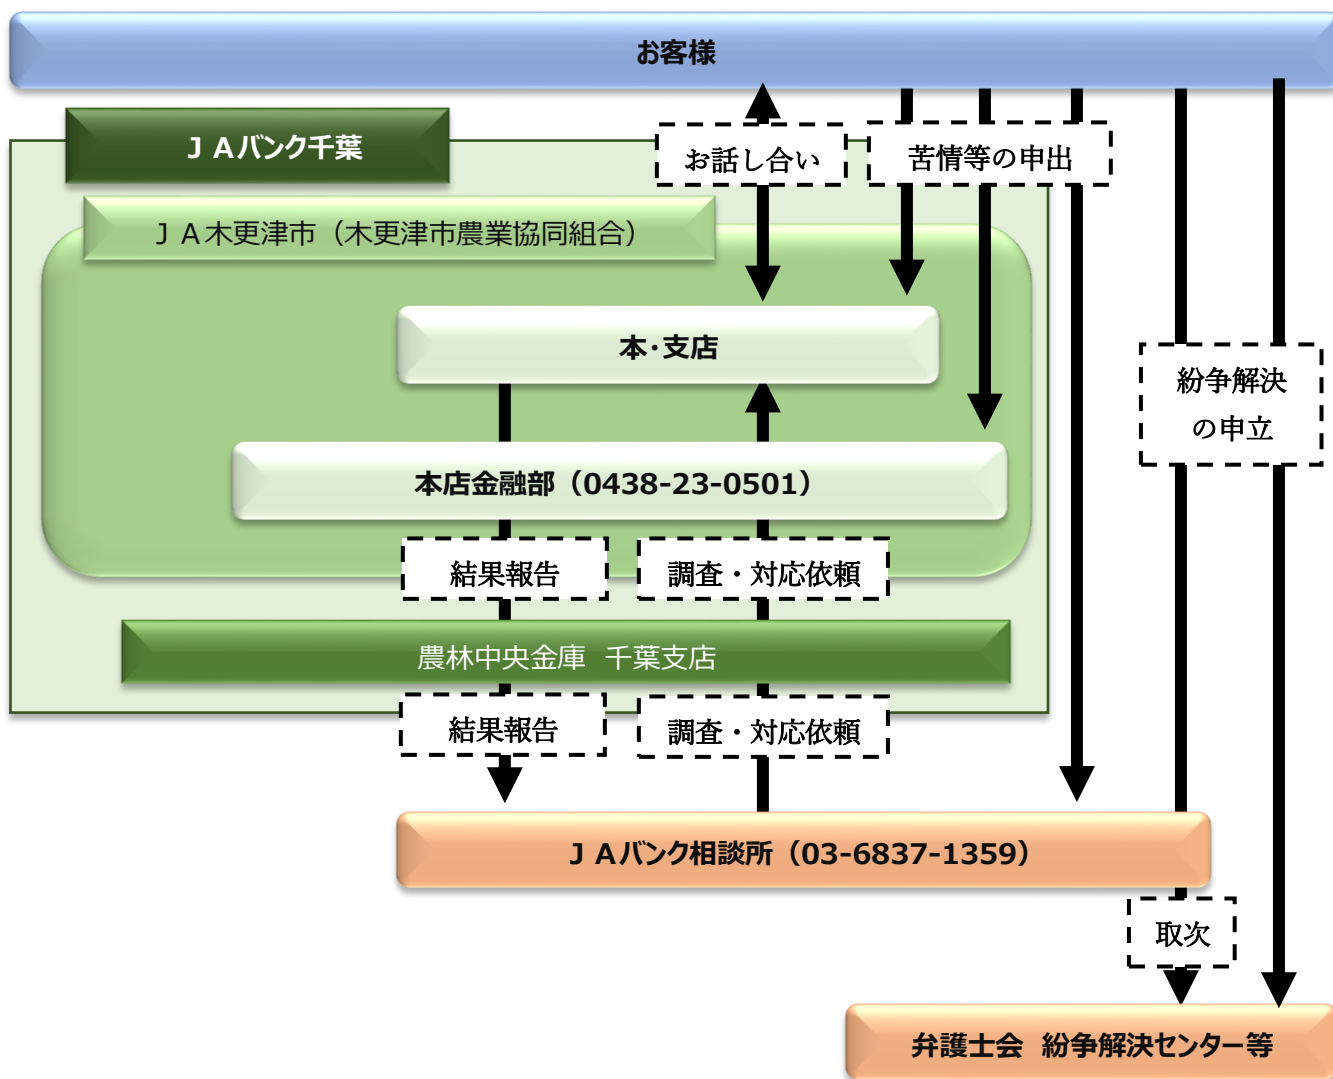 お客様
ＪＡバンク千葉
お話し合い
苦情等の申出
ＪＡ木更津市（木更津市農業協同組合）
本・支店
紛争解決
の申立
本店金融部（0438-23-0501）
結果報告
調査・対応依頼
農林中央金庫 千葉支店
結果報告
調査・対応依頼
ＪＡバンク相談所（03-6837-1359）
取次
弁護士会 紛争解決センター等